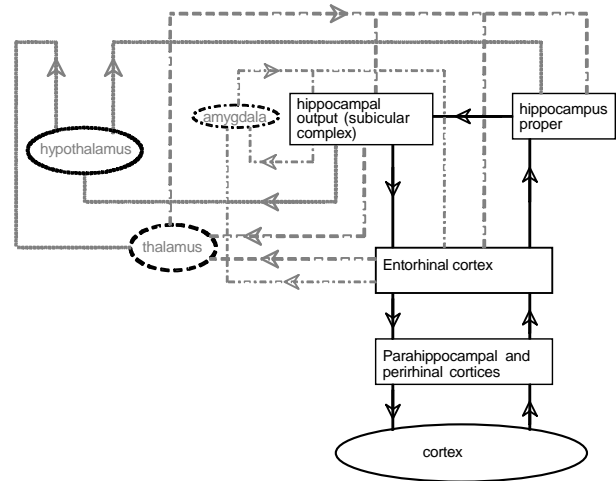 amygdala
hippocampal
output (subicular
complex)
hippocampus
proper
hypothalamus
thalamus
Entorhinal cortex
Parahippocampal and
perirhinal cortices
cortex